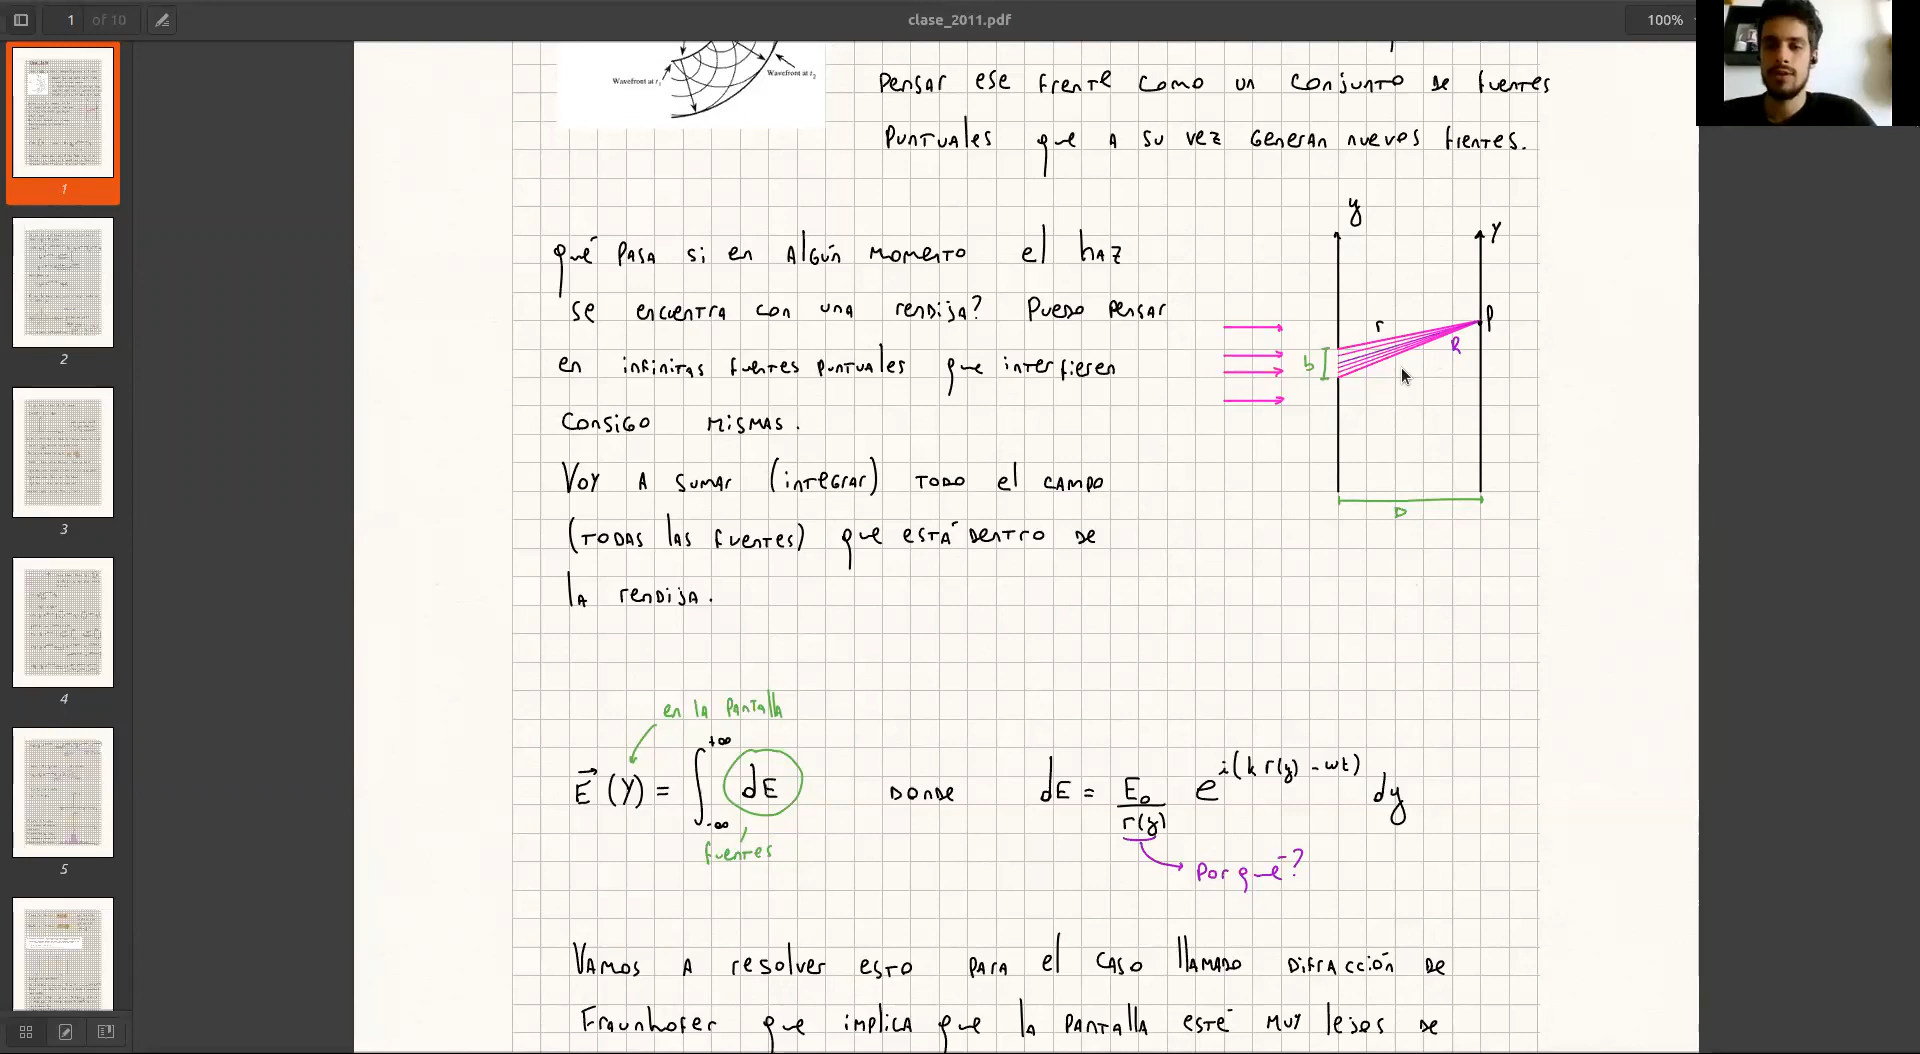 1 of 10
clase_2011.pdf
100%
Wavefront at t₁
Wavefront at t₂
Pensar ese frente como un conjunto de fuentes
puntuales que a su vez generan nuevos frentes.
qué pasa si en algún momento el haz
se encuentra con una rendija? Puedo pensar
en infinitas fuentes puntuales que interfieren
consigo mismas.
Voy a sumar (integrar) todo el campo
(todas las fuentes) que está dentro de
la rendija.
y
Y
r
P
R
b
D
en la pantalla
E⃗ (Y) = ∫_{-∞}^{+∞} dE donde dE = E₀/r(y) e^{i(k r(y) - wt)} dy
fuentes
Por qué?
Vamos a resolver esto para el caso llamado difracción de
Fraunhofer que implica que la pantalla esté muy lejos de
1
2
3
4
5